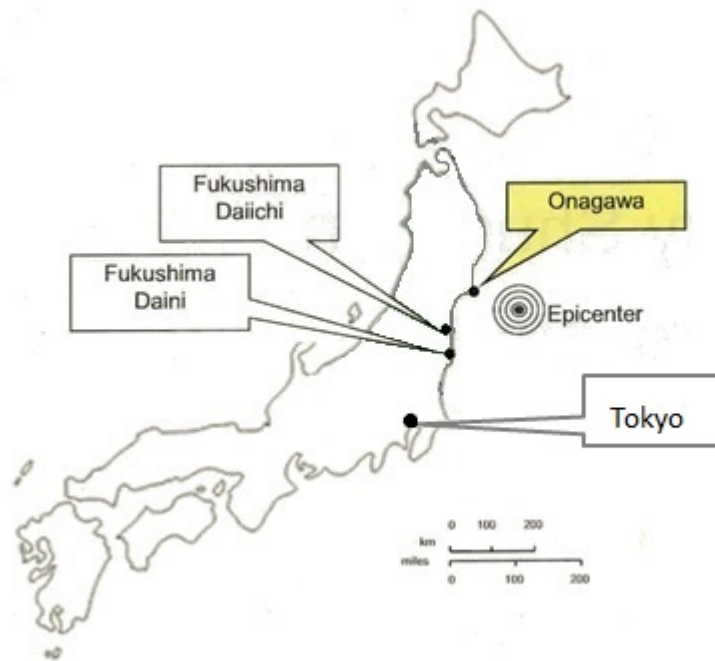 Fukushima
Daiichi
Onagawa
Fukushima
Daini
Epicenter
Tokyo
0 100 200
km
miles
0 100 200